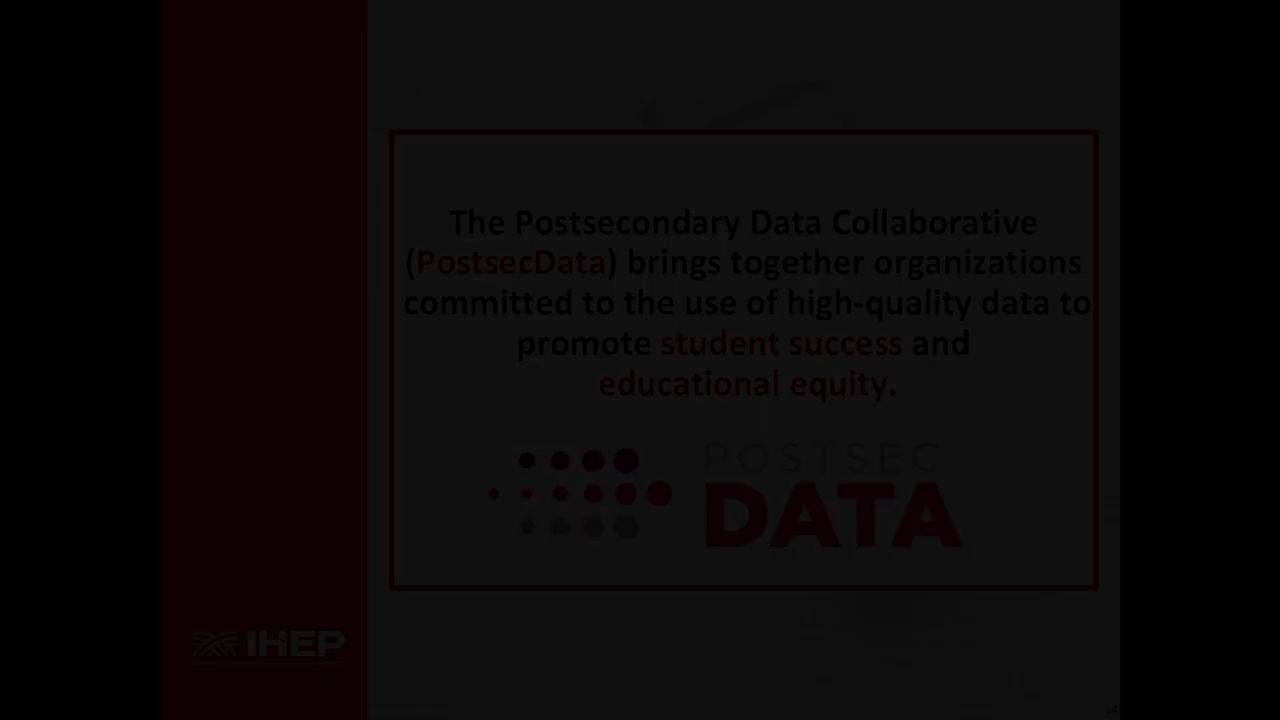 The Postsecondary Data Collaborative
(PostsecData) brings together organizations
committed to the use of high-quality data to
promote student success and
educational equity.
POSTSEC
DATA
IHEP